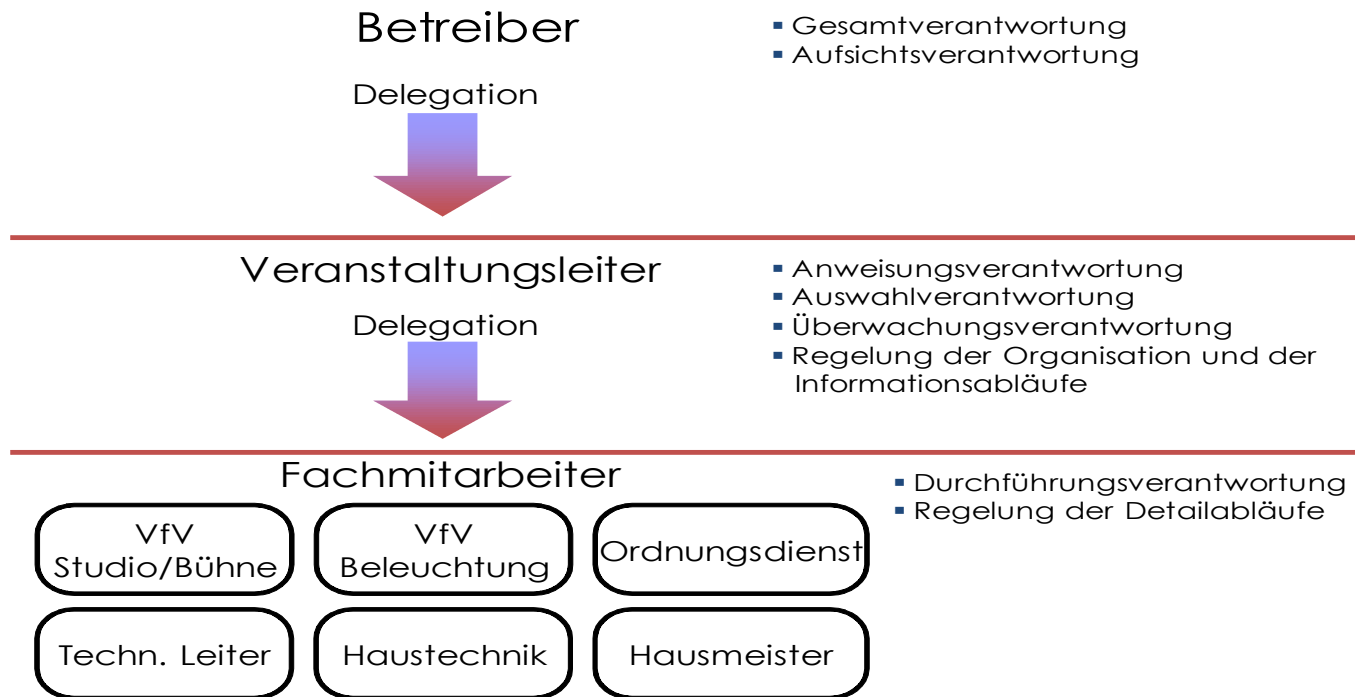 Betreiber
Delegation
▪ Gesamtverantwortung
▪ Aufsichtsverantwortung
Veranstaltungsleiter
Delegation
▪ Anweisungsverantwortung
▪ Auswahlverantwortung
▪ Überwachungsverantwortung
▪ Regelung der Organisation und der
Informationsabläufe
Fachmitarbeiter
▪ Durchführungsverantwortung
▪ Regelung der Detailabläufe
VfV
Studio/Bühne
VfV
Beleuchtung
Ordnungsdienst
Techn. Leiter
Haustechnik
Hausmeister